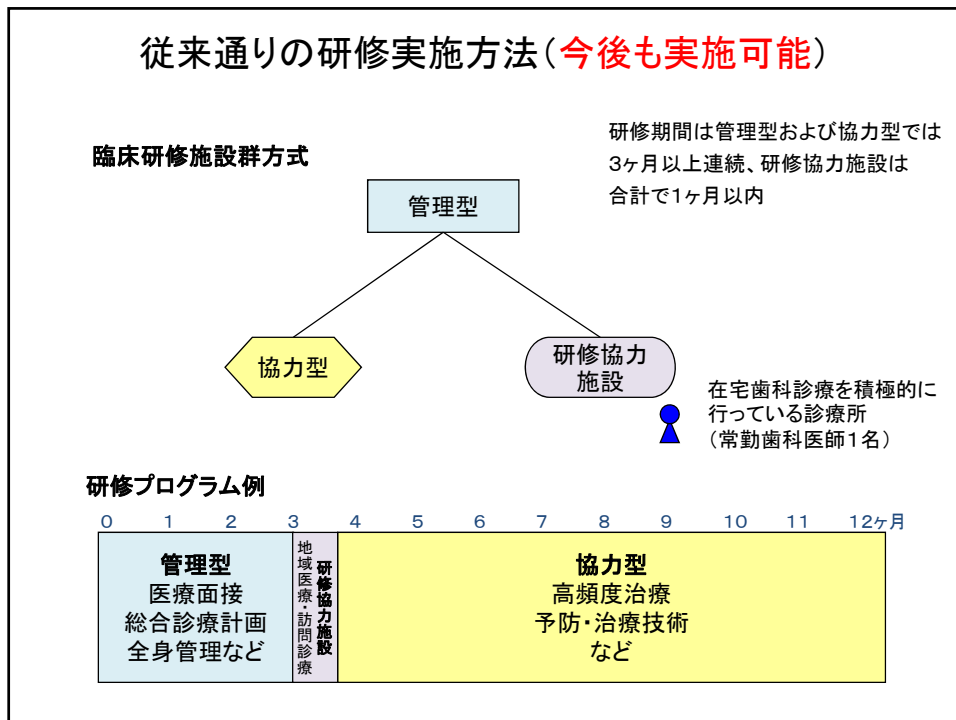 従来通りの研修実施方法（今後も実施可能）
臨床研修施設群方式
研修期間は管理型および協力型では
３ヶ月以上連続、研修協力施設は
合計で１ヶ月以内
管理型
協力型
研修協力
施設
在宅歯科診療を積極的に
行っている診療所
（常勤歯科医師１名）
研修プログラム例
０ １ ２ ３ ４ ５ ６ ７ ８ ９ １０ １１ １２ヶ月
管理型
医療面接
総合診療計画
全身管理など
研修協力施設
地域医療・訪問診療
協力型
高頻度治療
予防・治療技術
など